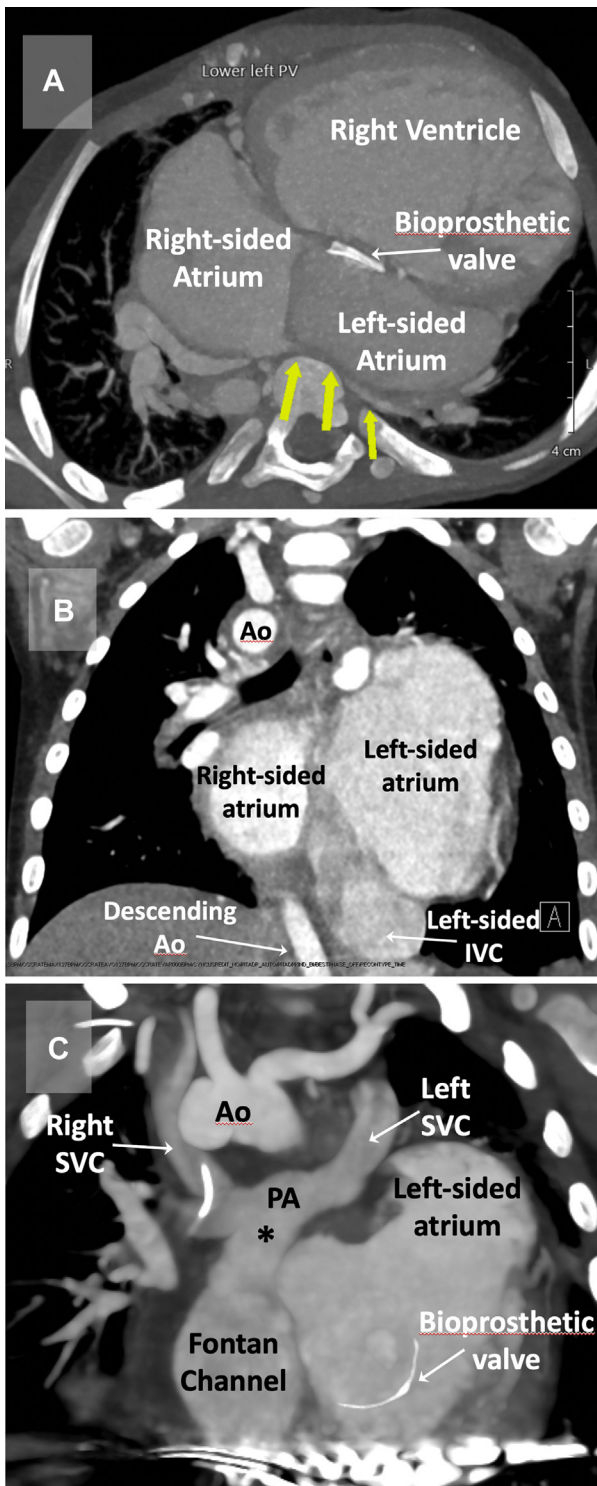 A
Lower left PV
Right Ventricle
Bioprosthetic
valve
Right-sided
Atrium
Left-sided
Atrium
R
4 cm
B
Ao
Left-sided
atrium
Right-sided
atrium
Descending
Ao
Left-sided
IVC
A
C
Ao
Right
SVC
Left
SVC
PA
*
Left-sided
atrium
Bioprosthetic
valve
Fontan
Channel